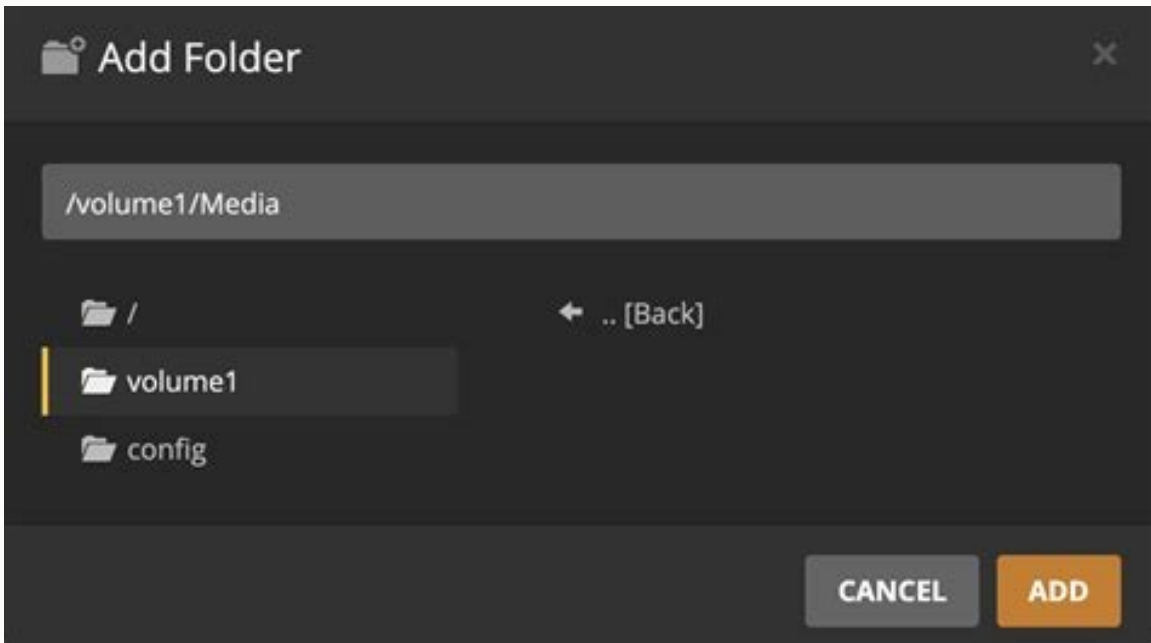 Add Folder
/volume1/Media
/
.. [Back]
volume1
config
CANCEL
ADD